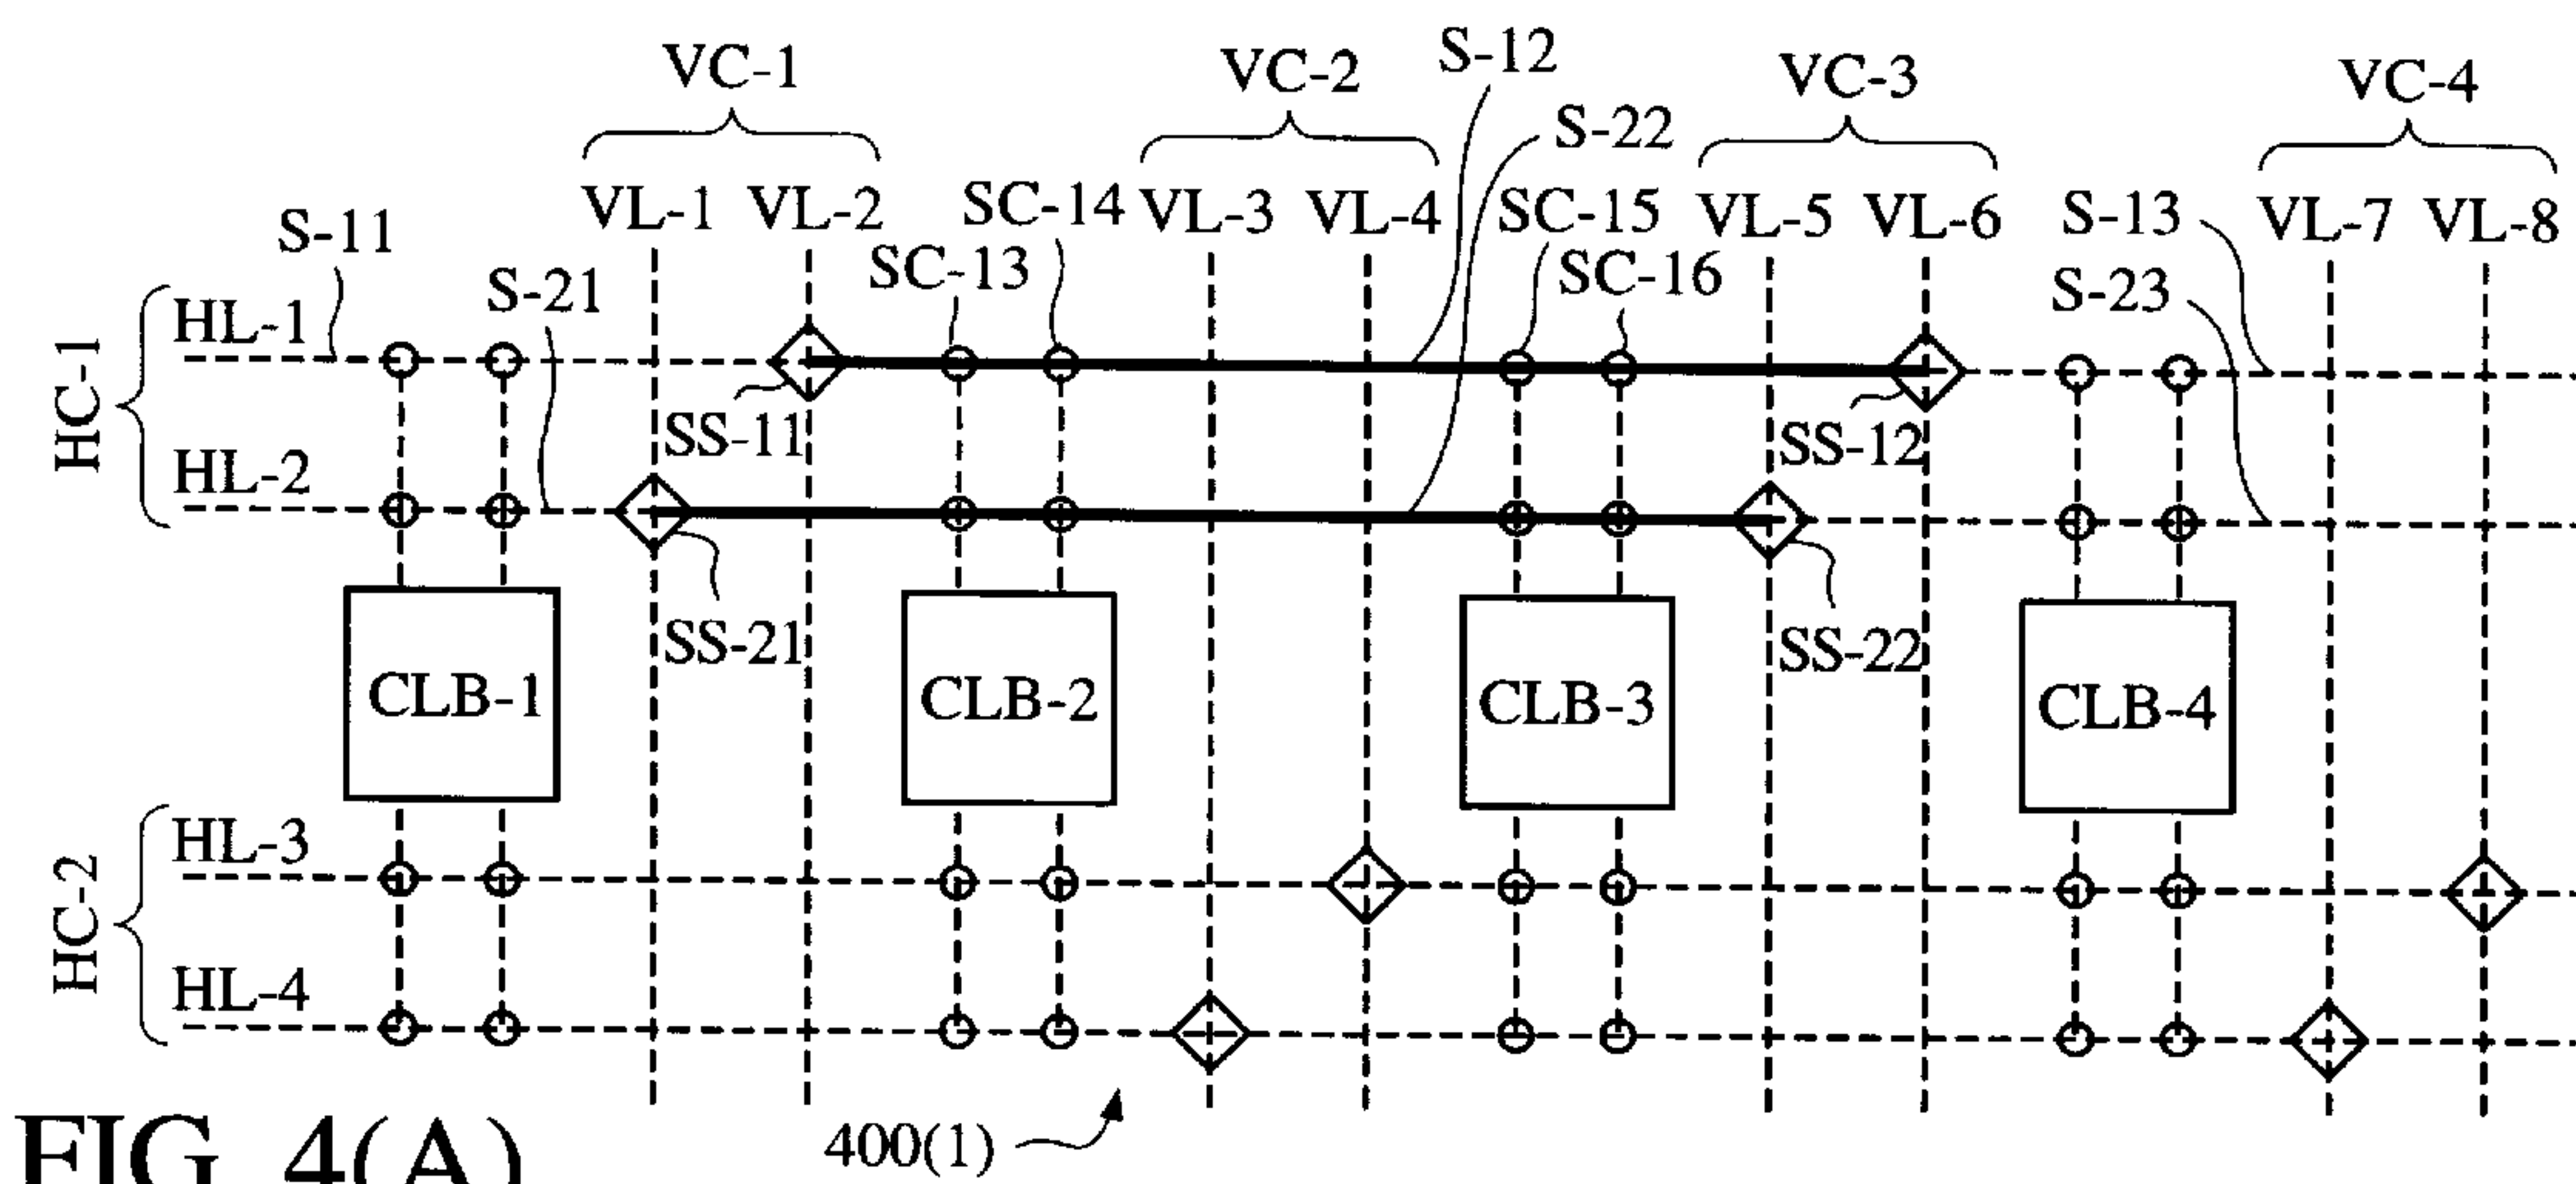 VC-1
VC-2
S-12
VC-3
VC-4
S-22
VL-1
VL-2
SC-14
VL-3
VL-4
SC-15
VL-5
VL-6
S-13
VL-7
VL-8
S-11
SC-13
SC-16
S-23
S-21
HC-1
HL-1
SS-11
SS-12
HL-2
SS-21
SS-22
CLB-1
CLB-2
CLB-3
CLB-4
HC-2
HL-3
HL-4
400(1)
FIG. 4(A)